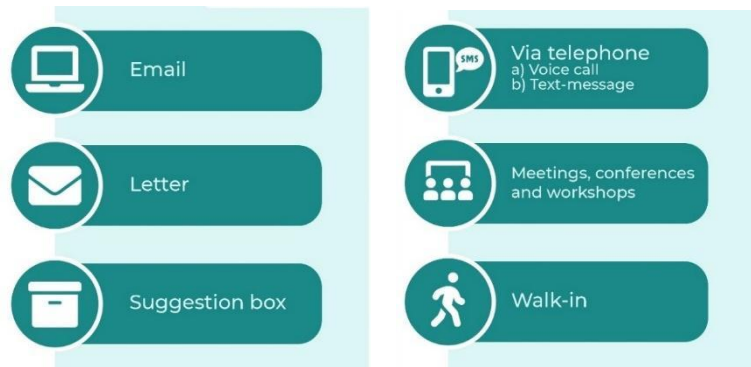 Email
Letter
Suggestion box
SMS
Via telephone
a) Voice call
b) Text-message
Meetings, conferences
and workshops
Walk-in